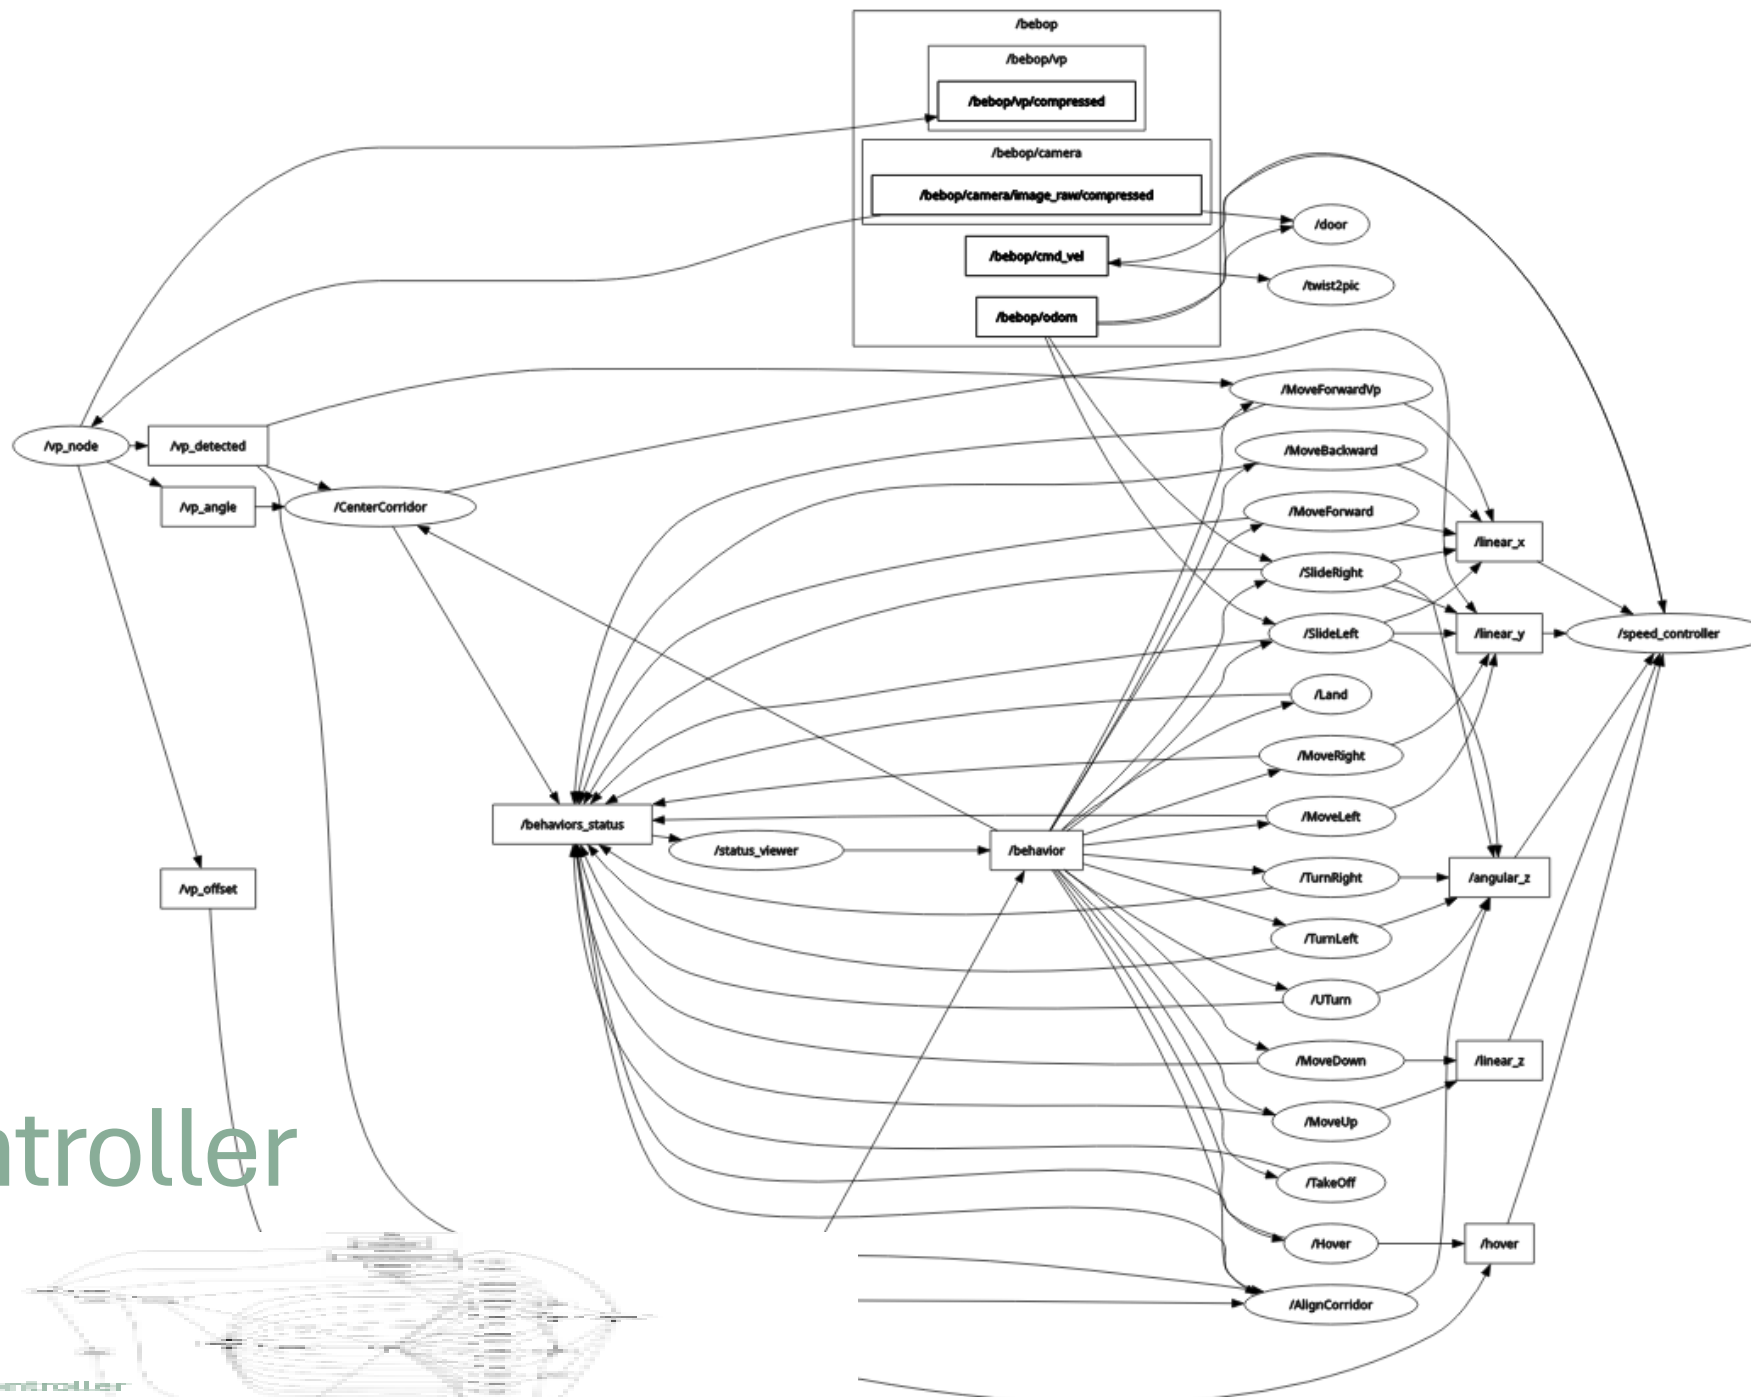 /bebop
/bebop/vp
/bebop/vp/compressed
/bebop/camera
/bebop/camera/image_raw/compressed
/door
/bebop/cmd_vel
/twist2pic
/bebop/odom
/MoveForwardVp
/vp_node
/vp_detected
/MoveBackward
/vp_angle
/CenterCorridor
/MoveForward
/linear_x
/SlideRight
/SlideLeft
/linear_y
/speed_controller
/Land
/MoveRight
/MoveLeft
/behaviors_status
/status_viewer
/behavior
/TurnRight
/angular_z
/vp_offset
/TurnLeft
/UTurn
/MoveDown
/linear_z
/MoveUp
ntroller
/TakeOff
/Hover
/hover
/AlignCorridor
ntroller